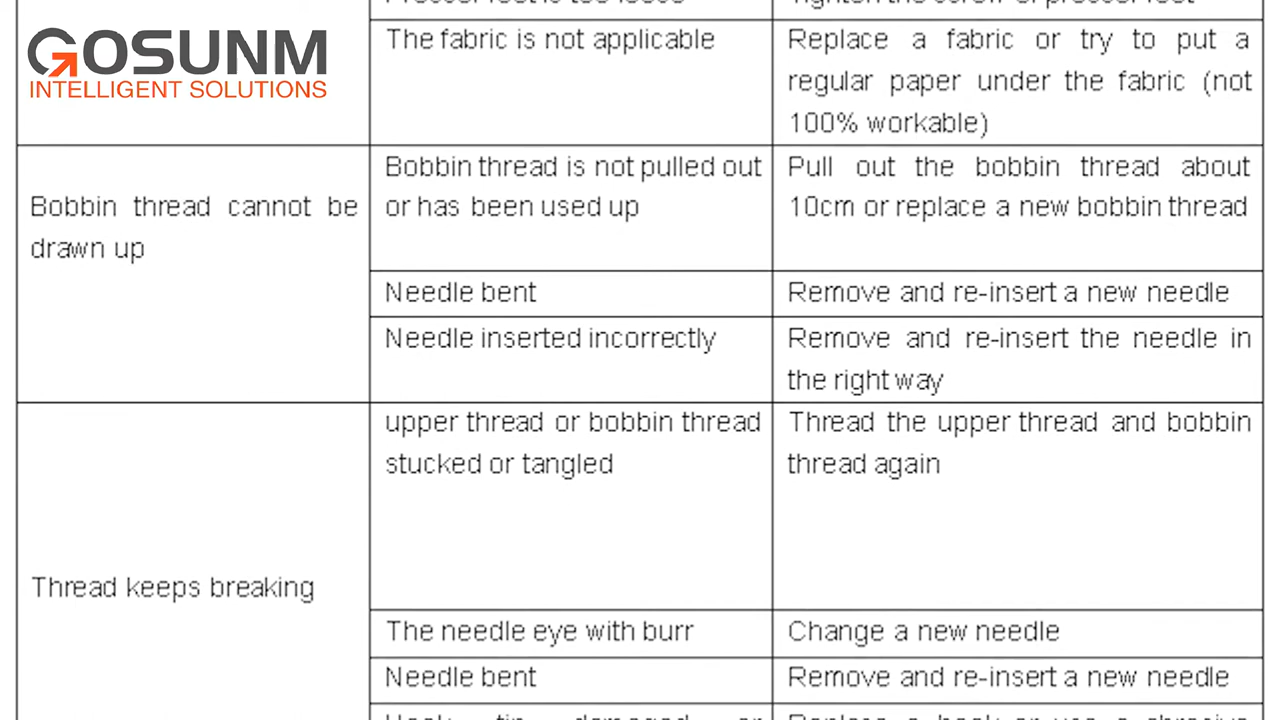 GOSUNM
INTELLIGENT SOLUTIONS
The fabric is not applicable
Replace a fabric or try to put a
regular paper under the fabric (not
100% workable)
Bobbin thread cannot be
drawn up
Bobbin thread is not pulled out
or has been used up
Pull out the bobbin thread about
10cm or replace a new bobbin thread
Needle bent
Remove and re-insert a new needle
Needle inserted incorrectly
Remove and re-insert the needle in
the right way
Thread keeps breaking
upper thread or bobbin thread
stucked or tangled
Thread the upper thread and bobbin
thread again
The needle eye with burr
Change a new needle
Needle bent
Remove and re-insert a new needle